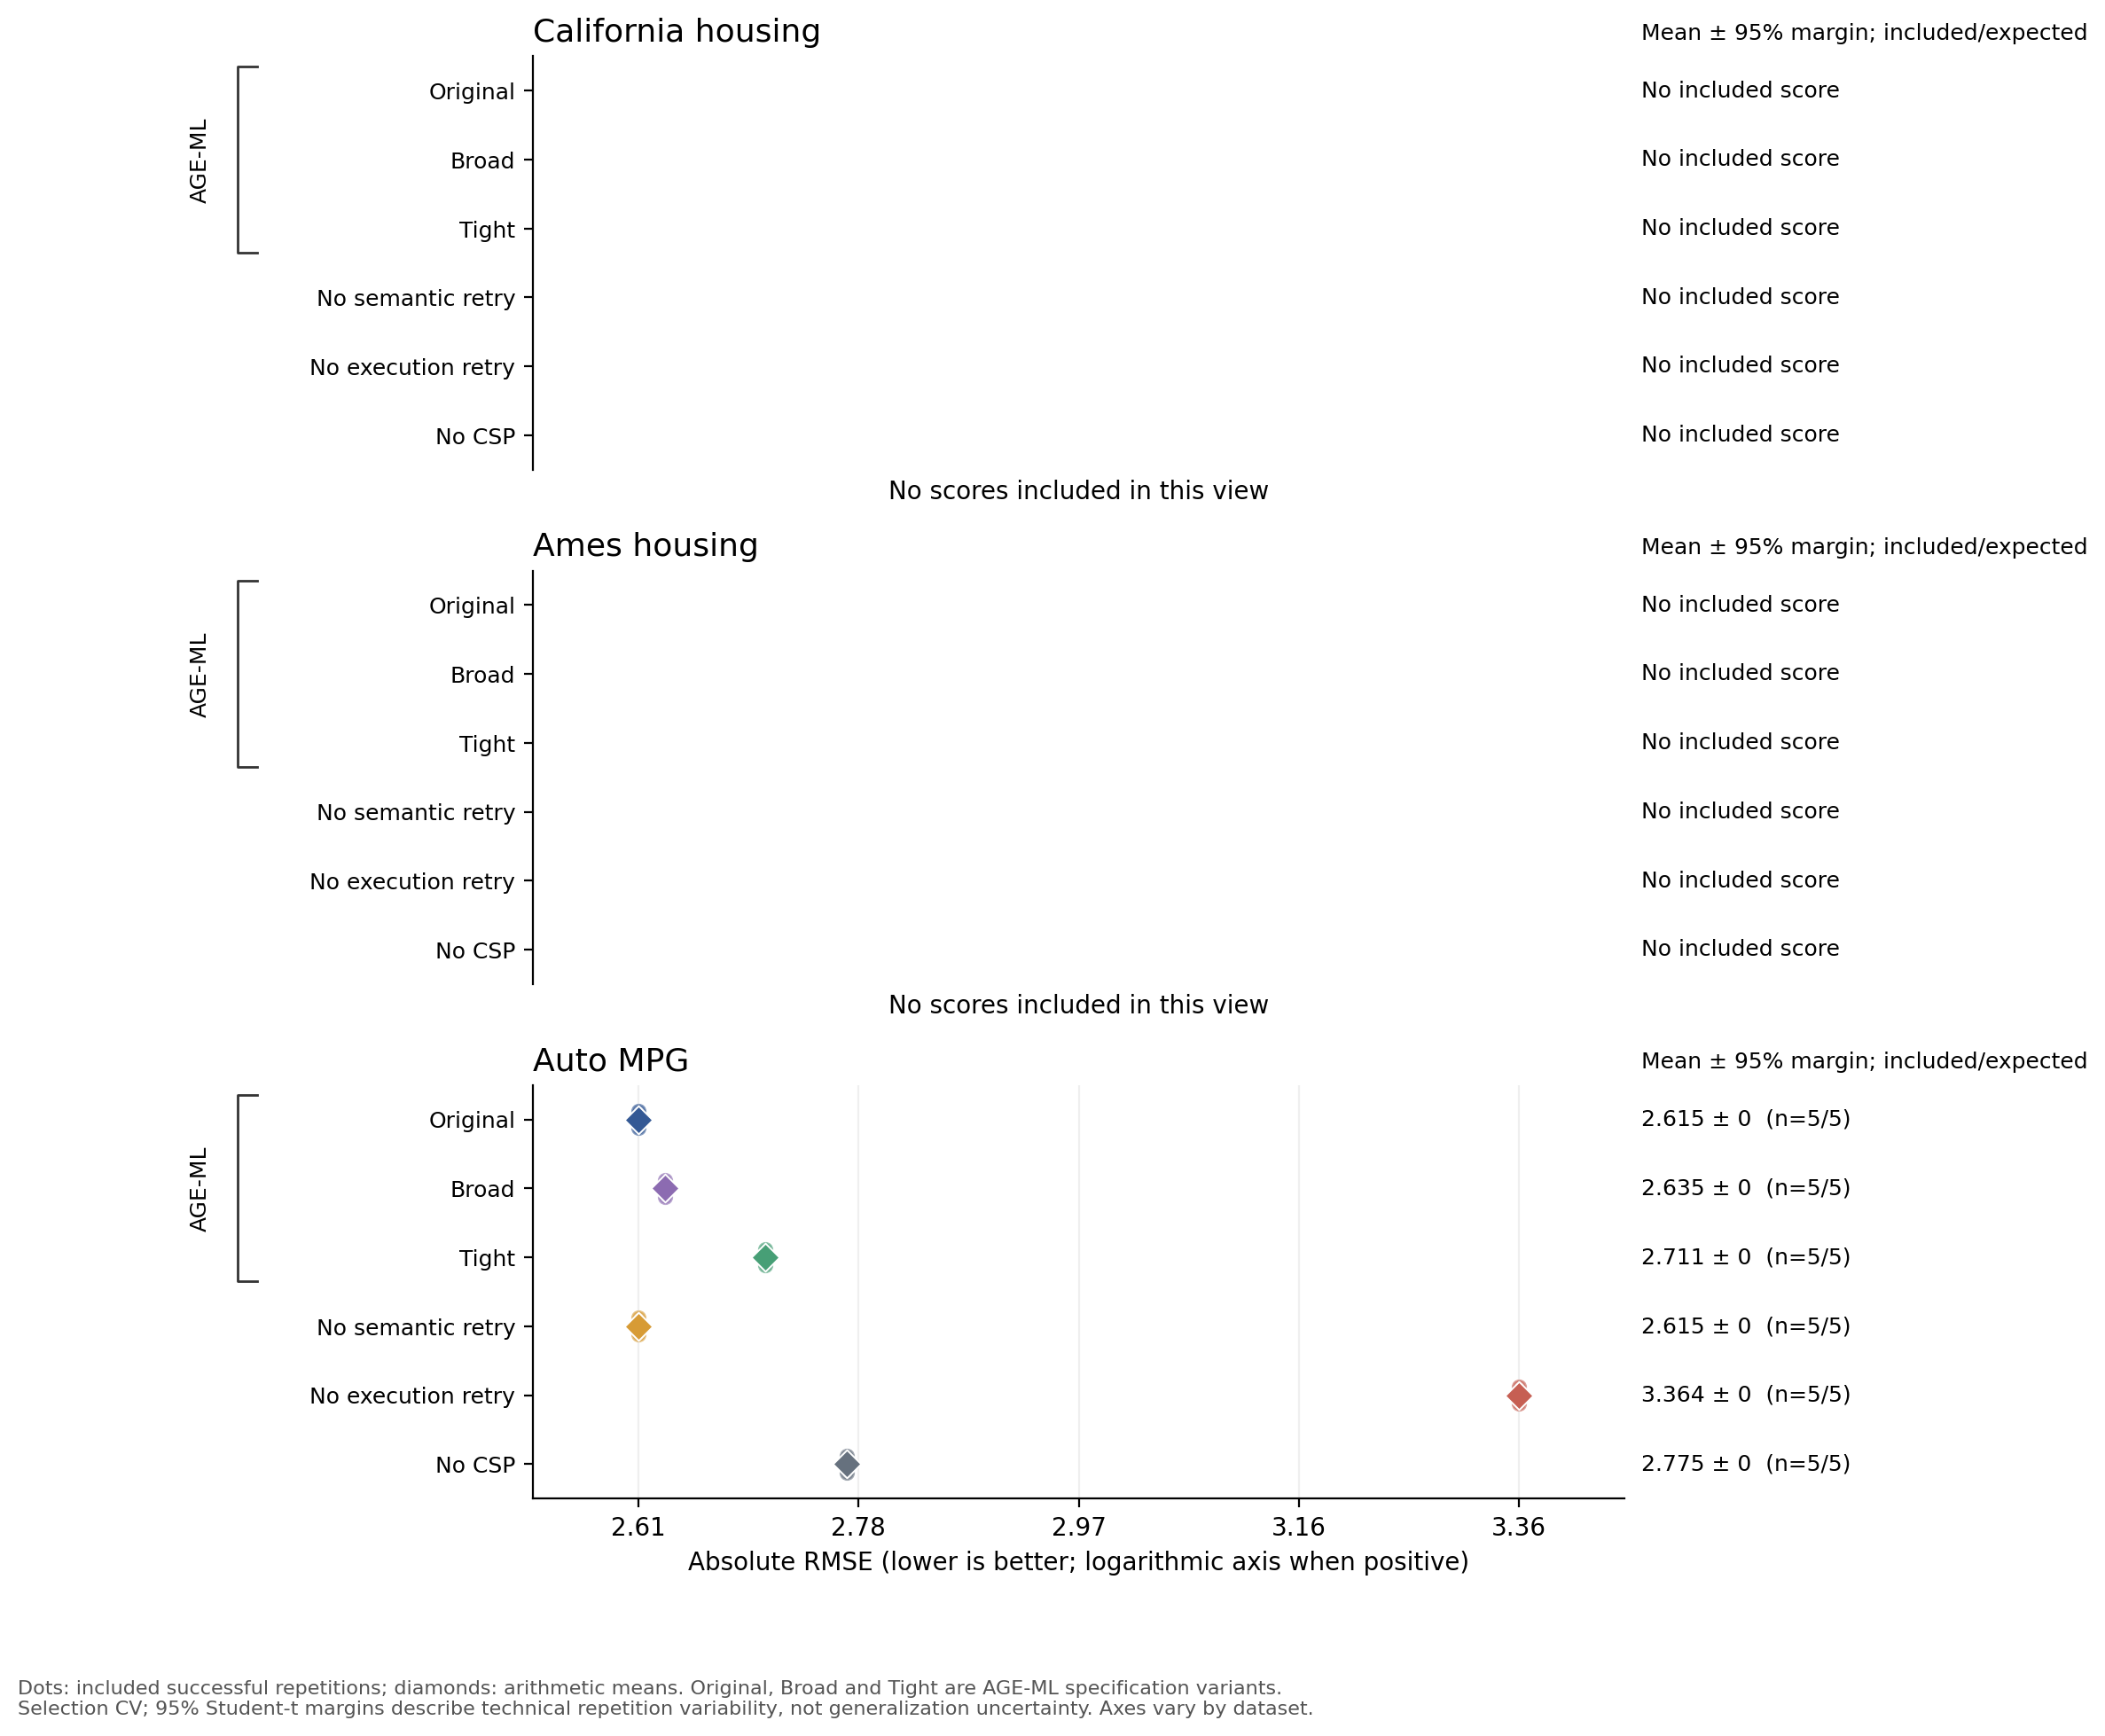 California housing
Mean ± 95% margin; included/expected
AGE-ML
Original
No included score
Broad
No included score
Tight
No included score
No semantic retry
No included score
No execution retry
No included score
No CSP
No included score
No scores included in this view
Ames housing
Mean ± 95% margin; included/expected
AGE-ML
Original
No included score
Broad
No included score
Tight
No included score
No semantic retry
No included score
No execution retry
No included score
No CSP
No included score
No scores included in this view
Auto MPG
Mean ± 95% margin; included/expected
AGE-ML
Original
2.615 ± 0 (n=5/5)
Broad
2.635 ± 0 (n=5/5)
Tight
2.711 ± 0 (n=5/5)
No semantic retry
2.615 ± 0 (n=5/5)
No execution retry
3.364 ± 0 (n=5/5)
No CSP
2.775 ± 0 (n=5/5)
2.61 2.78 2.97 3.16 3.36
Absolute RMSE (lower is better; logarithmic axis when positive)
Dots: included successful repetitions; diamonds: arithmetic means. Original, Broad and Tight are AGE-ML specification variants.
Selection CV; 95% Student-t margins describe technical repetition variability, not generalization uncertainty. Axes vary by dataset.